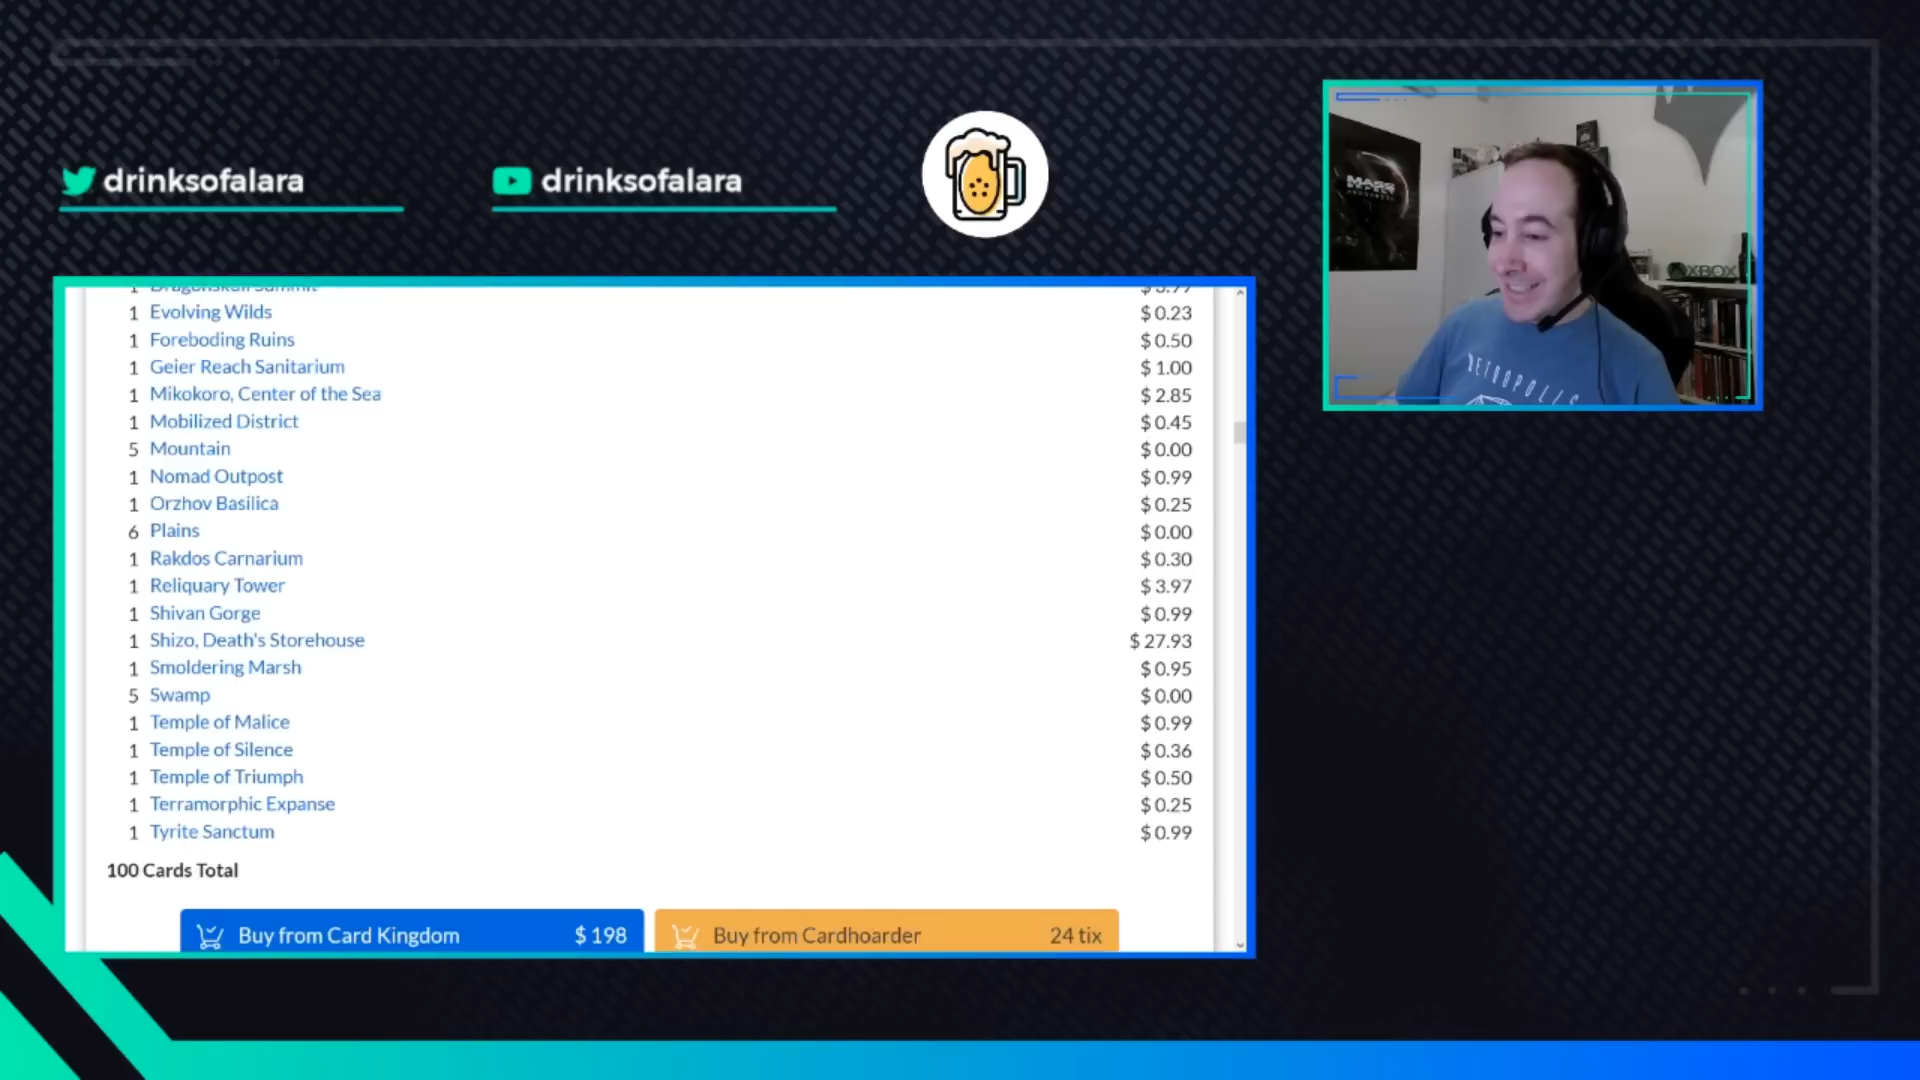 drinksofalara
drinksofalara
1 Dragonskull Summit
1 Evolving Wilds $ 0.23
1 Foreboding Ruins $ 0.50
1 Geier Reach Sanitarium $ 1.00
1 Mikokoro, Center of the Sea $ 2.85
1 Mobilized District $ 0.45
5 Mountain $ 0.00
1 Nomad Outpost $ 0.99
1 Orzhov Basilica $ 0.25
6 Plains $ 0.00
1 Rakdos Carnarium $ 0.30
1 Reliquary Tower $ 3.97
1 Shivan Gorge $ 0.99
1 Shizo, Death's Storehouse $ 27.93
1 Smoldering Marsh $ 0.95
5 Swamp $ 0.00
1 Temple of Malice $ 0.99
1 Temple of Silence $ 0.36
1 Temple of Triumph $ 0.50
1 Terramorphic Expanse $ 0.25
1 Tyrite Sanctum $ 0.99
100 Cards Total
Buy from Card Kingdom $ 198
Buy from Cardhoarder 24 tix
MASS
XBOX
METROPOLIS